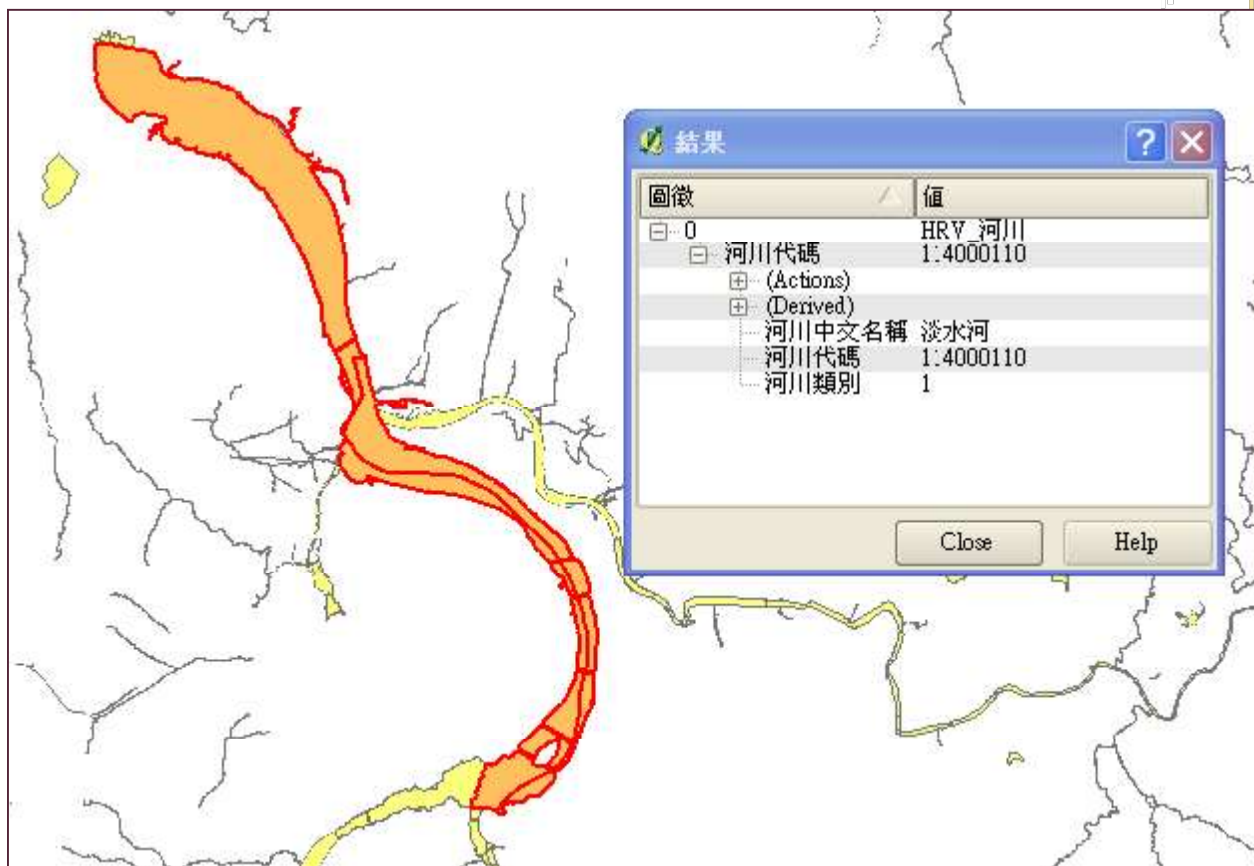 結果
圖徵 值
0 HRV_河川
河川代碼 1:4000110
(Actions)
(Derived)
河川中文名稱 淡水河
河川代碼 1:4000110
河川類別 1
Close Help